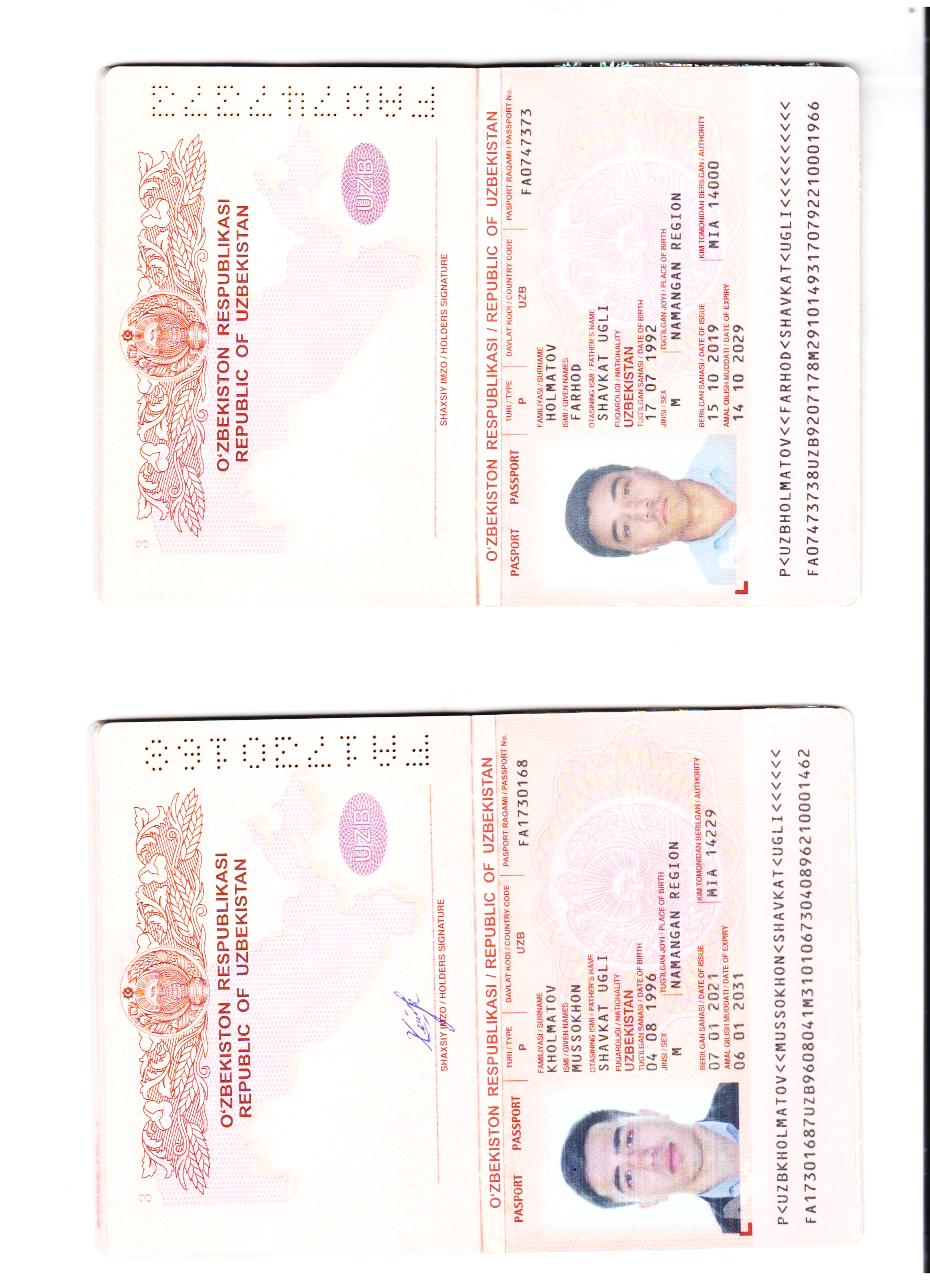 FA0747373
3
O'ZBEKISTON RESPUBLIKASI
REPUBLIC OF UZBEKISTAN
UZB
SHAXSIY IMZO / HOLDERS SIGNATURE
O'ZBEKISTON RESPUBLIKASI / REPUBLIC OF UZBEKISTAN
PASPORT PASSPORT
TURI / TYPE DAVLAT KODI / COUNTRY CODE PASPORT RAQAMI / PASSPORT No.
P UZB FA0747373
FAMILIYASI / SURNAME
HOLMATOV
ISMI / GIVEN NAMES
FARHOD
OTASINING ISMI / FATHER'S NAME
SHAVKAT UGLI
FUQAROLIGI / NATIONALITY
UZBEKISTAN
TUG'ILGAN SANASI / DATE OF BIRTH
17 07 1992
JINSI / SEX TUG'ILGAN JOYI / PLACE OF BIRTH
M NAMANGAN REGION
BERILGAN SANASI / DATE OF ISSUE KIM TOMONIDAN BERILGAN / AUTHORITY
15 10 2019 MIA 14000
AMAL QILISH MUDDATI / DATE OF EXPIRY
14 10 2029
P<UZBHOLMATOV<<FARHOD<SHAVKAT<UGLI<<<<<<<<<<
FA07473738UZB9207178M29101493170792210001966
FA1730168
3
O'ZBEKISTON RESPUBLIKASI
REPUBLIC OF UZBEKISTAN
UZB
SHAXSIY IMZO / HOLDERS SIGNATURE
O'ZBEKISTON RESPUBLIKASI / REPUBLIC OF UZBEKISTAN
PASPORT PASSPORT
TURI / TYPE DAVLAT KODI / COUNTRY CODE PASPORT RAQAMI / PASSPORT No.
P UZB FA1730168
FAMILIYASI / SURNAME
KHOLMATOV
ISMI / GIVEN NAMES
MUSSOKHON
OTASINING ISMI / FATHER'S NAME
SHAVKAT UGLI
FUQAROLIGI / NATIONALITY
UZBEKISTAN
TUG'ILGAN SANASI / DATE OF BIRTH
04 08 1996
JINSI / SEX TUG'ILGAN JOYI / PLACE OF BIRTH
M NAMANGAN REGION
BERILGAN SANASI / DATE OF ISSUE KIM TOMONIDAN BERILGAN / AUTHORITY
07 01 2021 MIA 14229
AMAL QILISH MUDDATI / DATE OF EXPIRY
06 01 2031
P<UZBKHOLMATOV<<MUSSOKHON<SHAVKAT<UGLI<<<<<<
FA17301687UZB9608041M31010673040896210001462